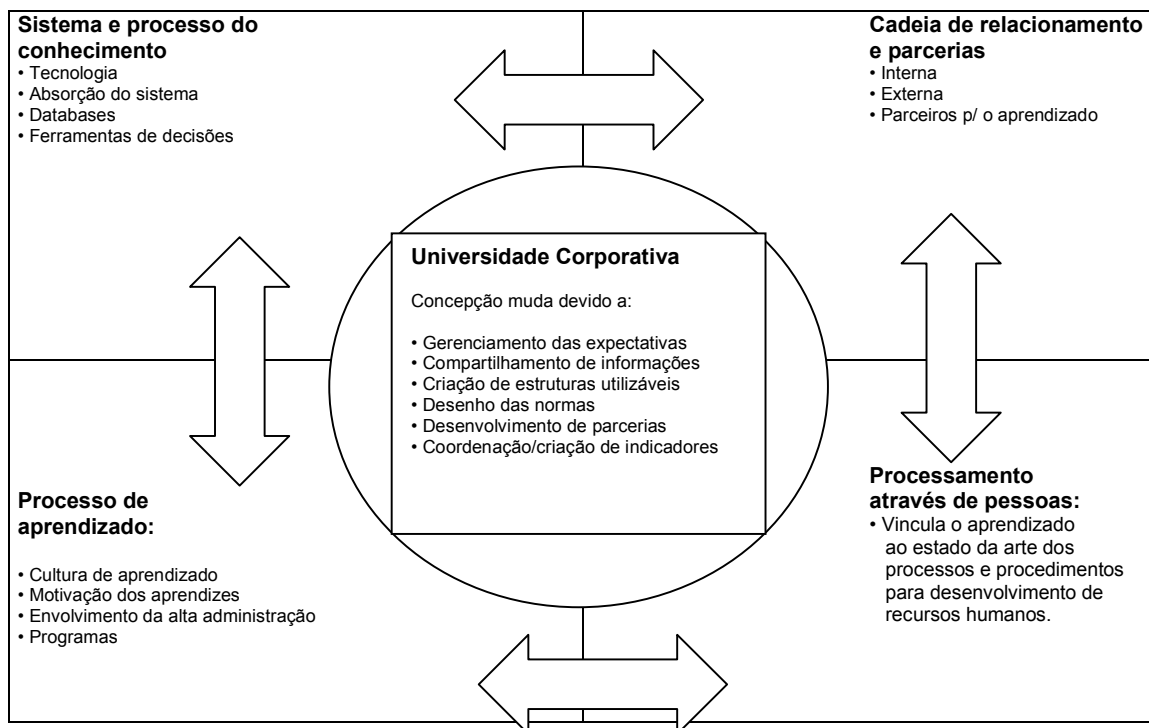 Sistema e processo do
conhecimento
• Tecnologia
• Absorção do sistema
• Databases
• Ferramentas de decisões
Cadeia de relacionamento
e parcerias
• Interna
• Externa
• Parceiros p/ o aprendizado
Universidade Corporativa
Concepção muda devido a:
• Gerenciamento das expectativas
• Compartilhamento de informações
• Criação de estruturas utilizáveis
• Desenho das normas
• Desenvolvimento de parcerias
• Coordenação/criação de indicadores
Processo de
aprendizado:
• Cultura de aprendizado
• Motivação dos aprendizes
• Envolvimento da alta administração
• Programas
Processamento
através de pessoas:
• Vincula o aprendizado
ao estado da arte dos
processos e procedimentos
para desenvolvimento de
recursos humanos.